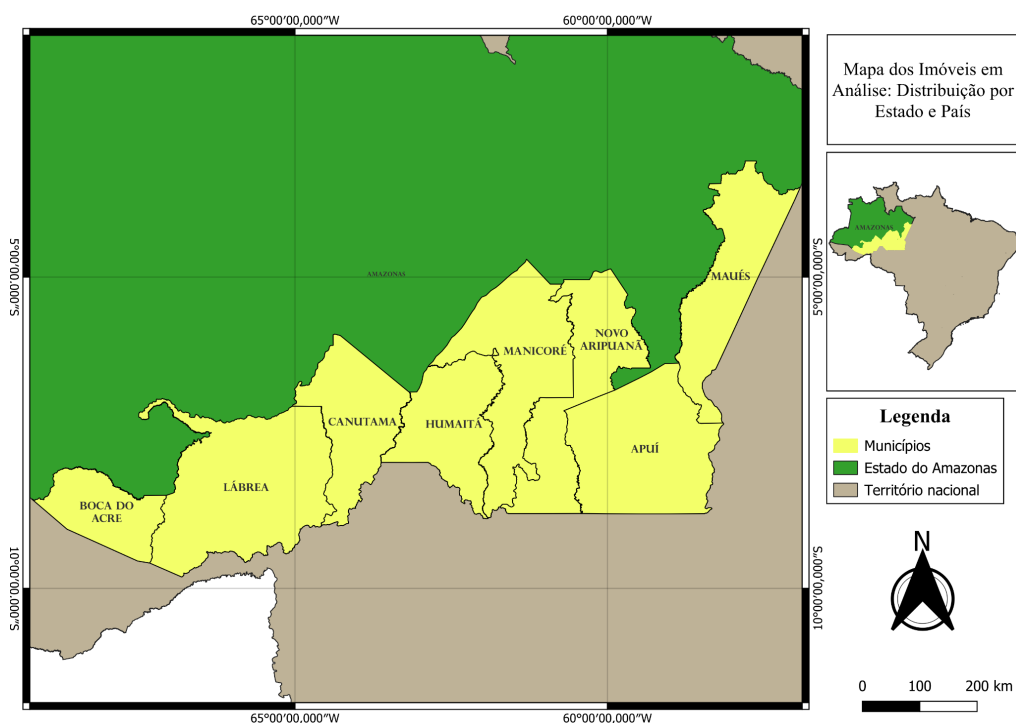 65°00′00,000″W
60°00′00,000″W
5°00′00,000″S
5°00′00,000″S
10°00′00,000″S
10°00′00,000″S
65°00′00,000″W
60°00′00,000″W
AMAZONAS
MAUÉS
NOVO
ARIPUANÃ
MANICORÉ
CANUTAMA
HUMAITÁ
APUÍ
LÁBREA
BOCA DO
ACRE
Mapa dos Imóveis em
Análise: Distribuição por
Estado e País
AMAZONAS
Legenda
Municípios
Estado do Amazonas
Território nacional
N
0 100 200 km